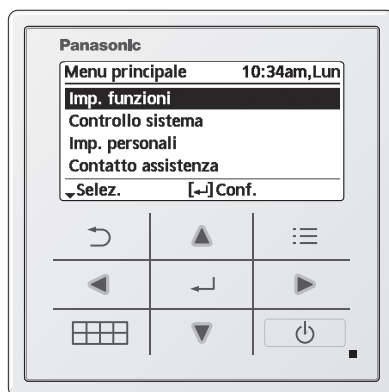 Panasonic
Menu principale 10:34am,Lun
Imp. funzioni
Controllo sistema
Imp. personali
Contatto assistenza
Selez. [↵]Conf.